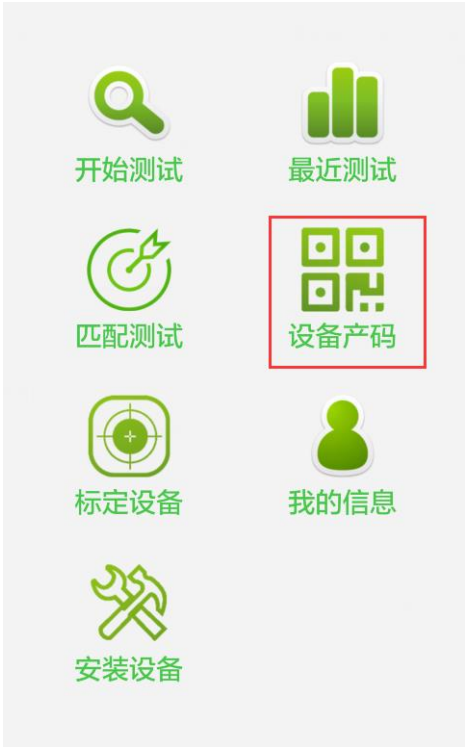 开始测试
最近测试
匹配测试
设备产码
标定设备
我的信息
安装设备